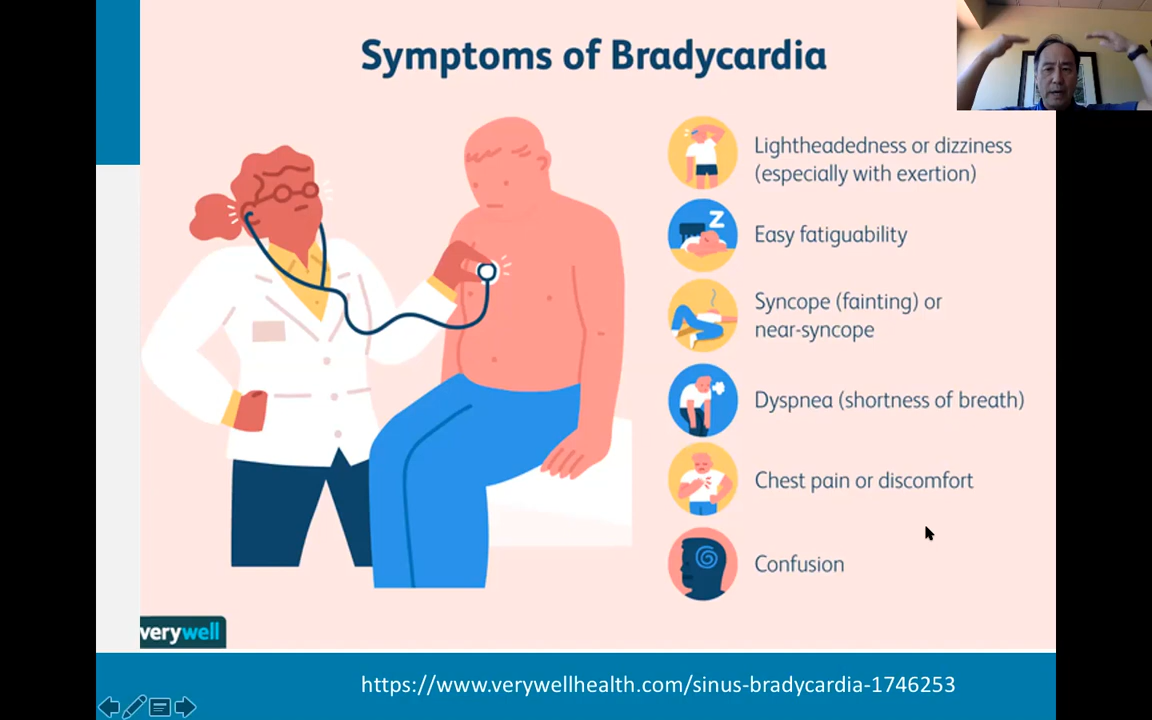 Symptoms of Bradycardia
Lightheadedness or dizziness
(especially with exertion)
Z
Easy fatiguability
Syncope (fainting) or
near-syncope
Dyspnea (shortness of breath)
Chest pain or discomfort
Confusion
verywell
https://www.verywellhealth.com/sinus-bradycardia-1746253